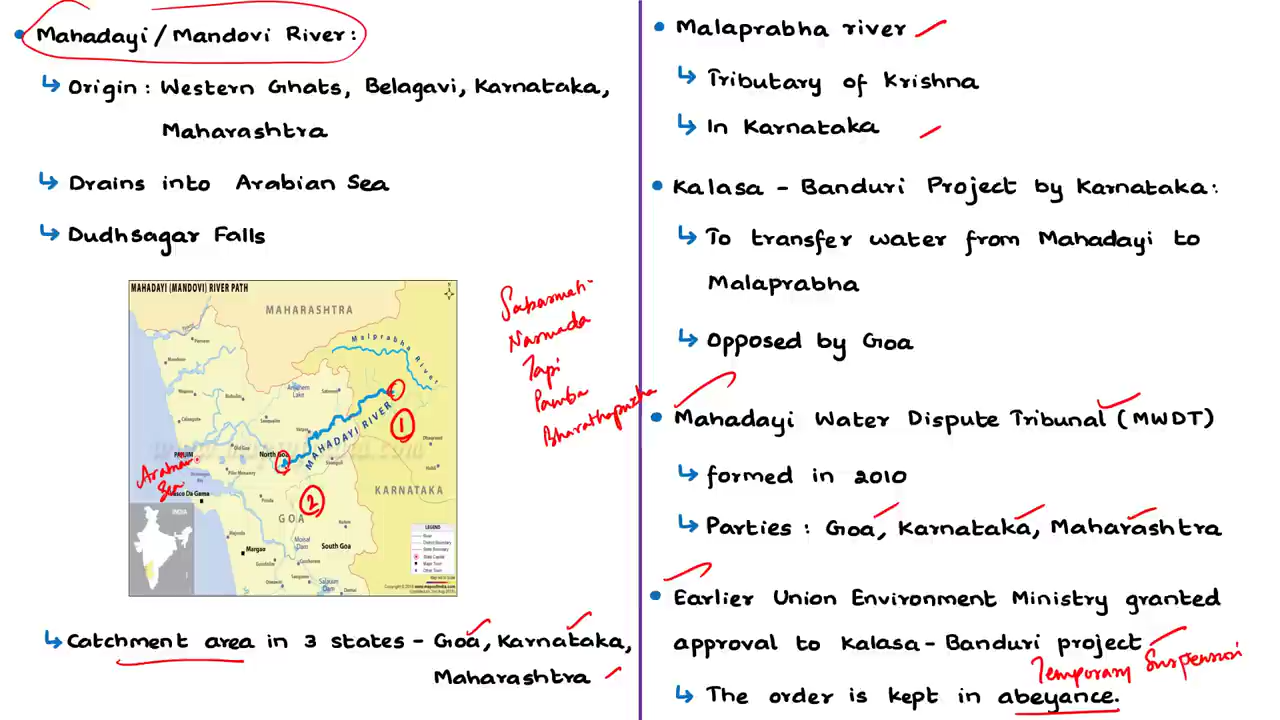 Mahadayi / Mandovi River :
↳ Origin : Western Ghats, Belagavi, Karnataka,
Maharashtra
↳ Drains into Arabian Sea
↳ Dudhsagar Falls
MAHADAYI (MANDOVI) RIVER PATH
MAHARASHTRA
Malprabha River
MAHADAYI RIVER
North Goa
PANJIM
Arabian
Sea
Vasco Da Gama
KARNATAKA
GOA
1
2
INDIA
Margao
South Goa
LEGEND
Sabarmati
Narmada
Tapi
Pamba
Bharathapuzha
↳ Catchment area in 3 states - Goa, Karnataka,
Maharashtra
Malaprabha river
↳ Tributary of Krishna
↳ In Karnataka
Kalasa - Banduri Project by Karnataka :
↳ To transfer water from Mahadayi to
Malaprabha
↳ Opposed by Goa
Mahadayi Water Dispute Tribunal (MWDT)
↳ formed in 2010
↳ Parties : Goa, Karnataka, Maharashtra
Earlier Union Environment Ministry granted
approval to Kalasa - Banduri project
Temporary Suspension
↳ The order is kept in abeyance.